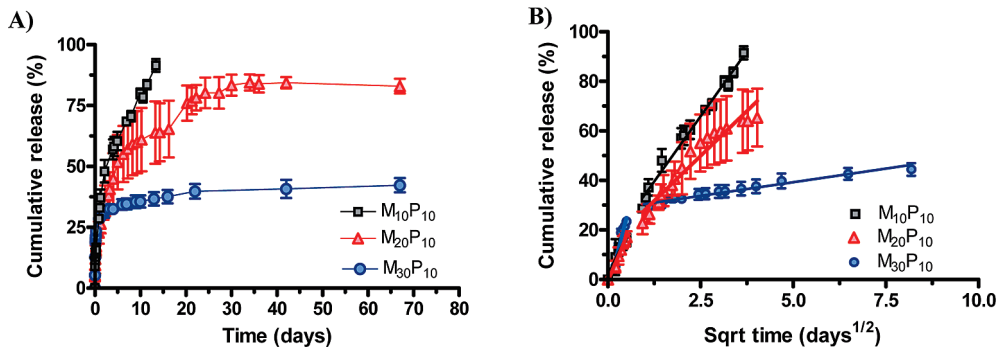 A)
Cumulative release (%)
100
75
50
25
0
0 10 20 30 40 50 60 70 80
Time (days)
M₁₀P₁₀
M₂₀P₁₀
M₃₀P₁₀
B)
Cumulative release (%)
100
80
60
40
20
0
0.0 2.5 5.0 7.5 10.0
Sqrt time (days¹/²)
M₁₀P₁₀
M₂₀P₁₀
M₃₀P₁₀